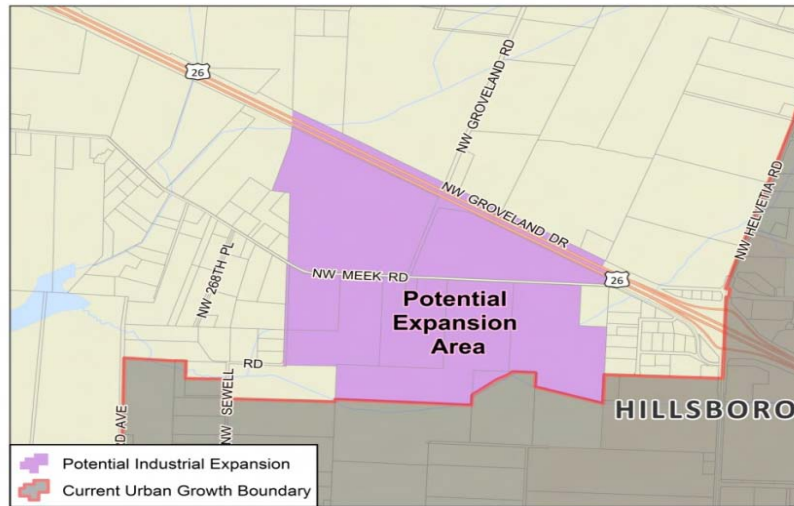 26
NW GROVELAND RD
NW HELVETIA RD
NW GROVELAND DR
NW 268TH PL
NW MEEK RD
26
Potential
Expansion
Area
RD
NW SEWELL
RD AVE
HILLSBORO
Potential Industrial Expansion
Current Urban Growth Boundary